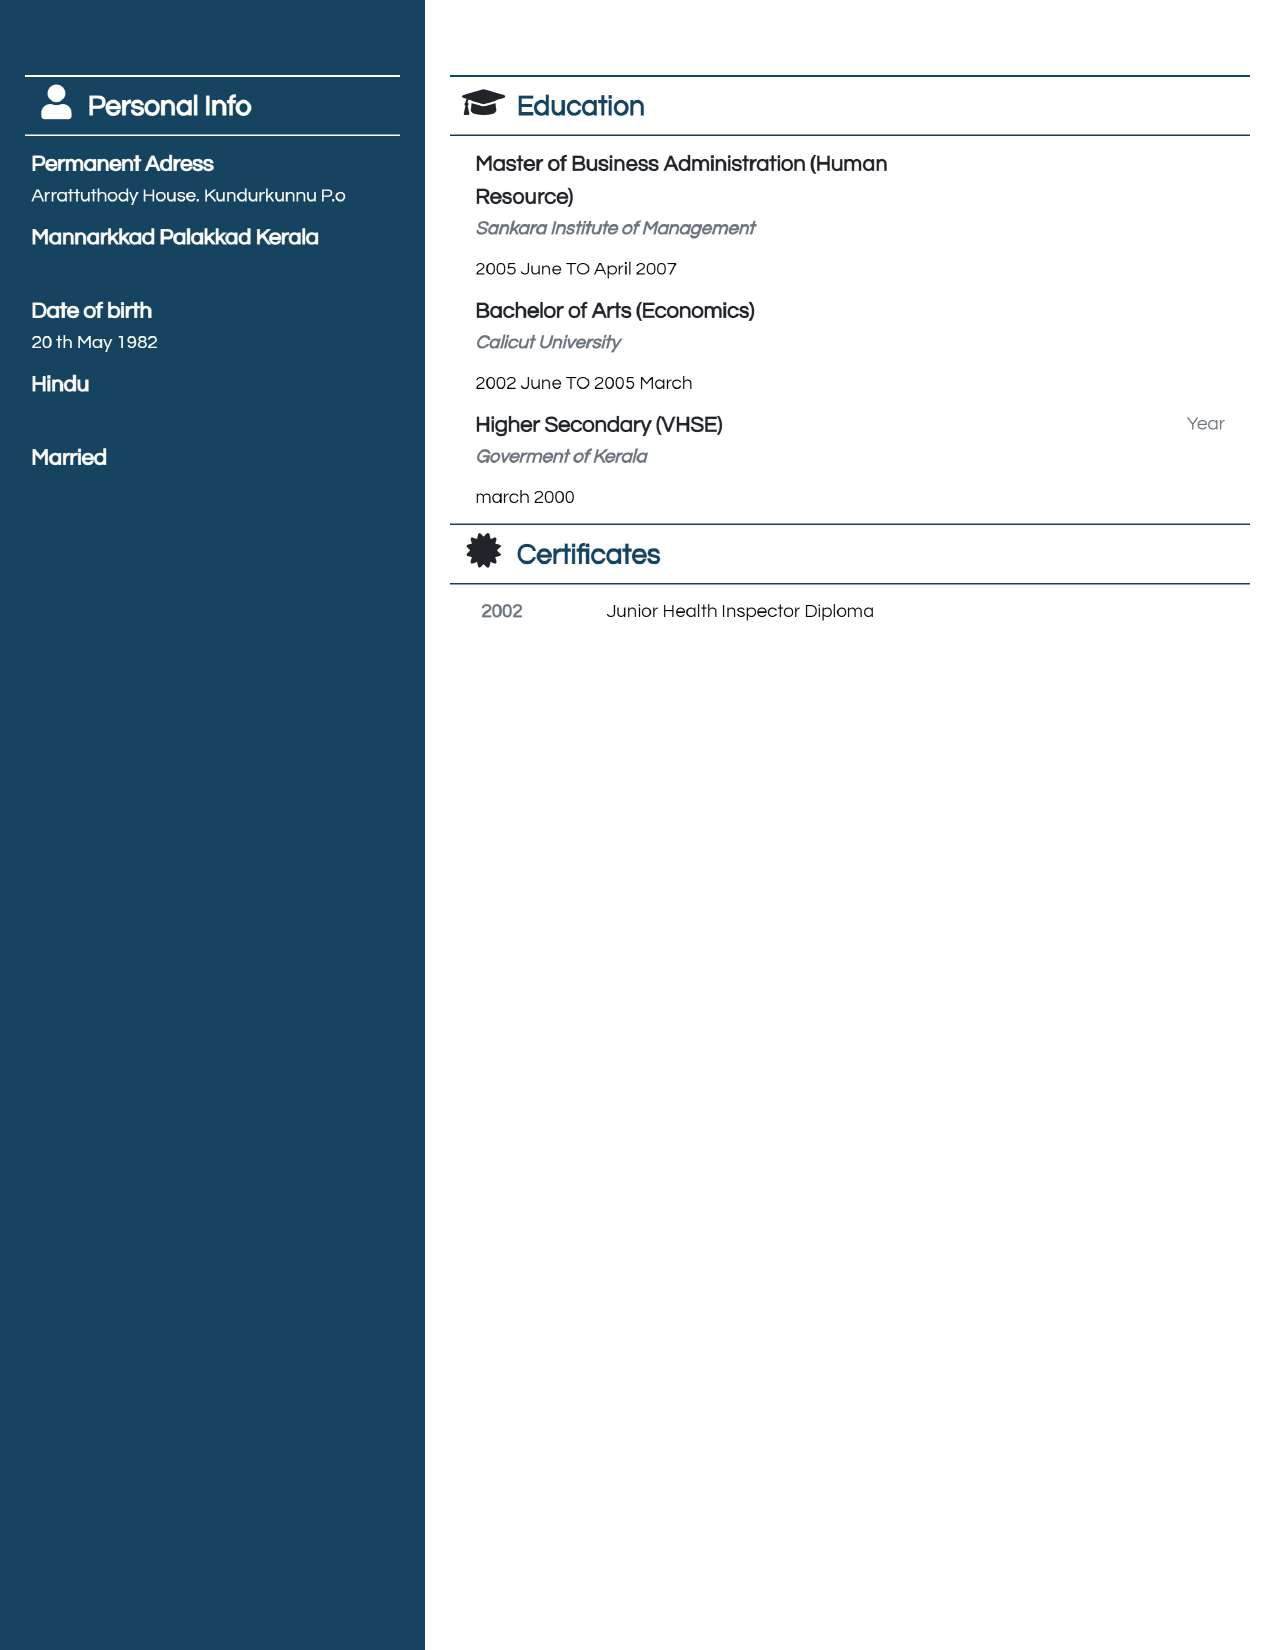 Personal Info
Permanent Adress
Arrattuthody House. Kundurkunnu P.o
Mannarkkad Palakkad Kerala
Date of birth
20 th May 1982
Hindu
Married
Education
Master of Business Administration (Human
Resource)
Sankara Institute of Management
2005 June TO April 2007
Bachelor of Arts (Economics)
Calicut University
2002 June TO 2005 March
Higher Secondary (VHSE) Year
Goverment of Kerala
march 2000
Certificates
2002 Junior Health Inspector Diploma